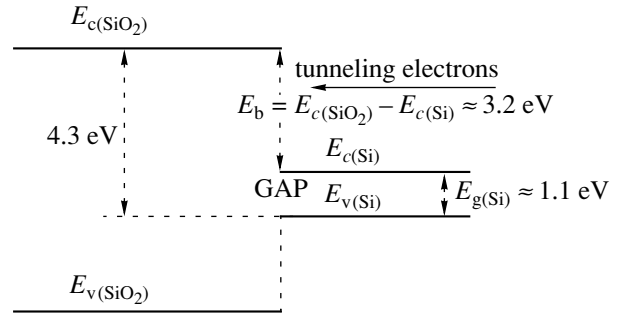 E_c(SiO₂)
tunneling electrons
E_b = E_c(SiO₂) – E_c(Si) ≈ 3.2 eV
4.3 eV
E_c(Si)
GAP
E_v(Si)
E_g(Si) ≈ 1.1 eV
E_v(SiO₂)